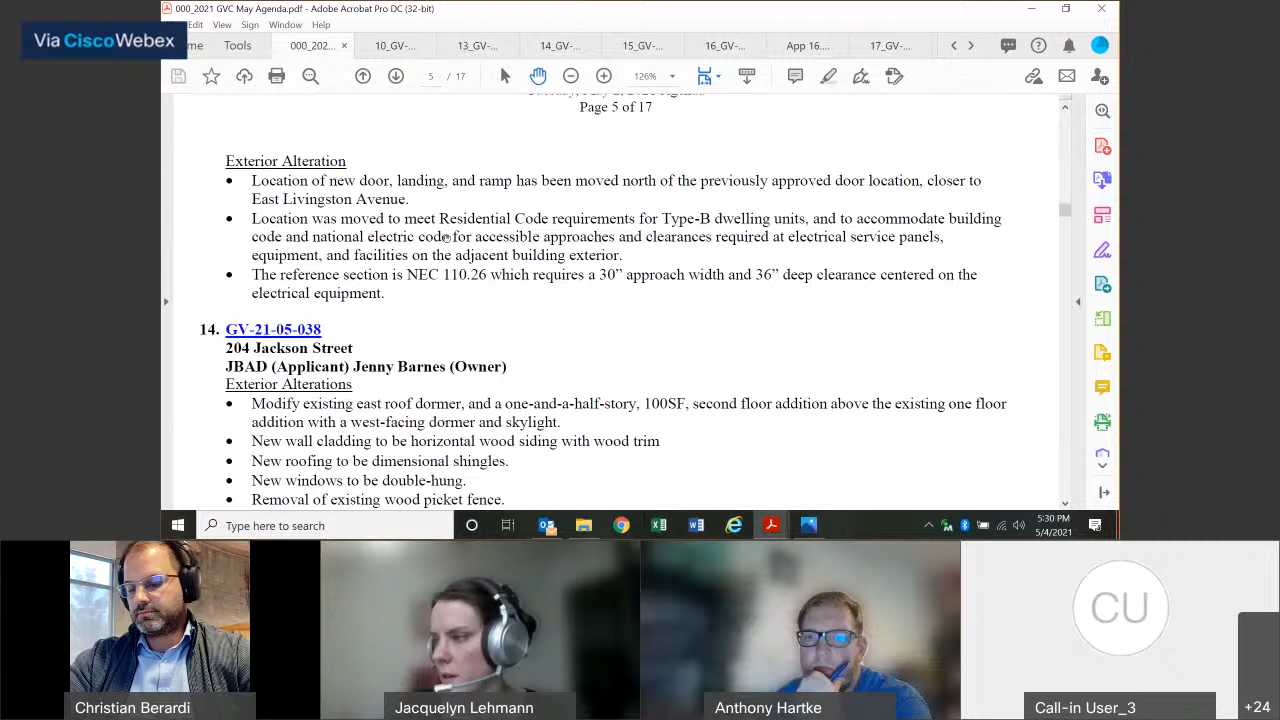 000_2021 GVC May Agenda.pdf - Adobe Acrobat Pro DC (32-bit)
Via CiscoWebex
Edit View Sign Window Help
me Tools 000_202... × 10_GV-... 13_GV-... 14_GV-... 15_GV-... 16_GV-... App 16... 17_GV-...
5 / 17 126%
Page 5 of 17
Exterior Alteration
• Location of new door, landing, and ramp has been moved north of the previously approved door location, closer to
East Livingston Avenue.
• Location was moved to meet Residential Code requirements for Type-B dwelling units, and to accommodate building
code and national electric code for accessible approaches and clearances required at electrical service panels,
equipment, and facilities on the adjacent building exterior.
• The reference section is NEC 110.26 which requires a 30” approach width and 36” deep clearance centered on the
electrical equipment.
14. GV-21-05-038
204 Jackson Street
JBAD (Applicant) Jenny Barnes (Owner)
Exterior Alterations
• Modify existing east roof dormer, and a one-and-a-half-story, 100SF, second floor addition above the existing one floor
addition with a west-facing dormer and skylight.
• New wall cladding to be horizontal wood siding with wood trim
• New roofing to be dimensional shingles.
• New windows to be double-hung.
• Removal of existing wood picket fence.
Type here to search
5:30 PM
5/4/2021
CU
Christian Berardi
Jacquelyn Lehmann
Anthony Hartke
Call-in User_3
+24